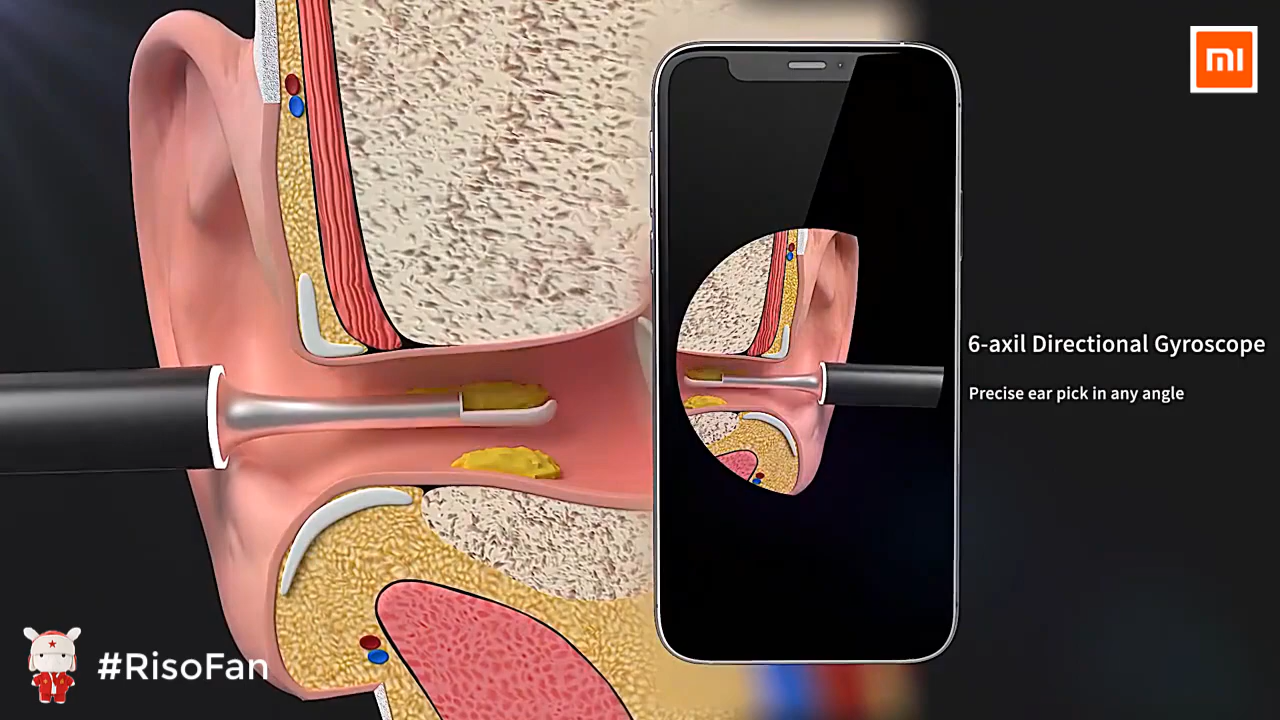 mi
6-axil Directional Gyroscope
Precise ear pick in any angle
#RisoFan